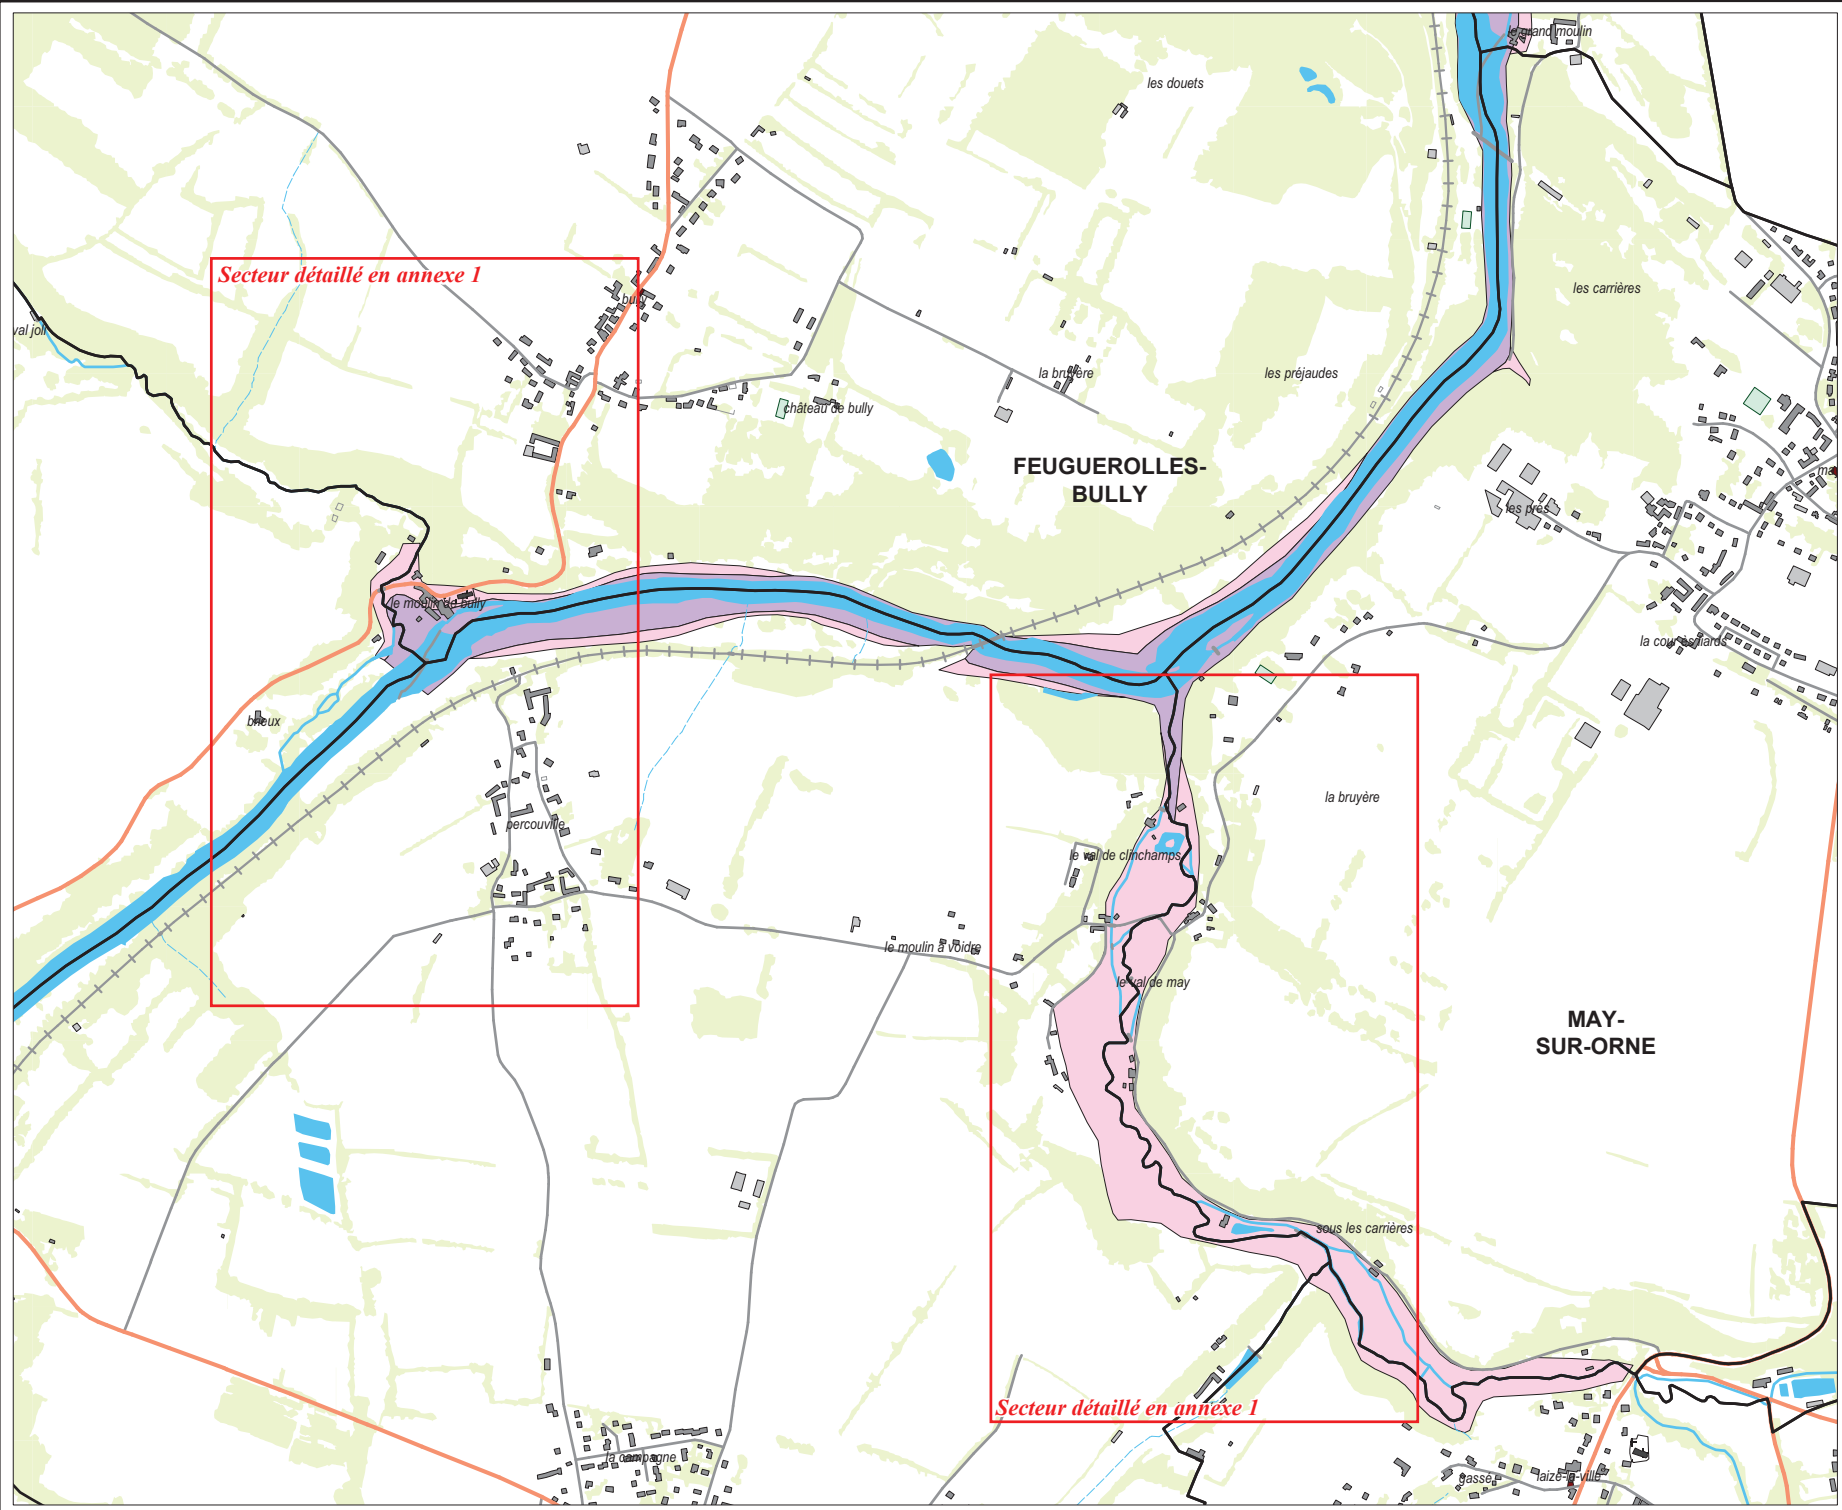 le grand moulin
les douets
Secteur détaillé en annexe 1
les carrières
bully
val joli
la bruyère
les préjaudes
château de bully
FEUGUEROLLES-
BULLY
les prés
le moulin de bully
la cour ès liards
brieux
la bruyère
percouville
le val de clinchamps
le moulin à voidre
le val de may
MAY-
SUR-ORNE
sous les carrières
Secteur détaillé en annexe 1
la campagne
gasse
laize-la-ville